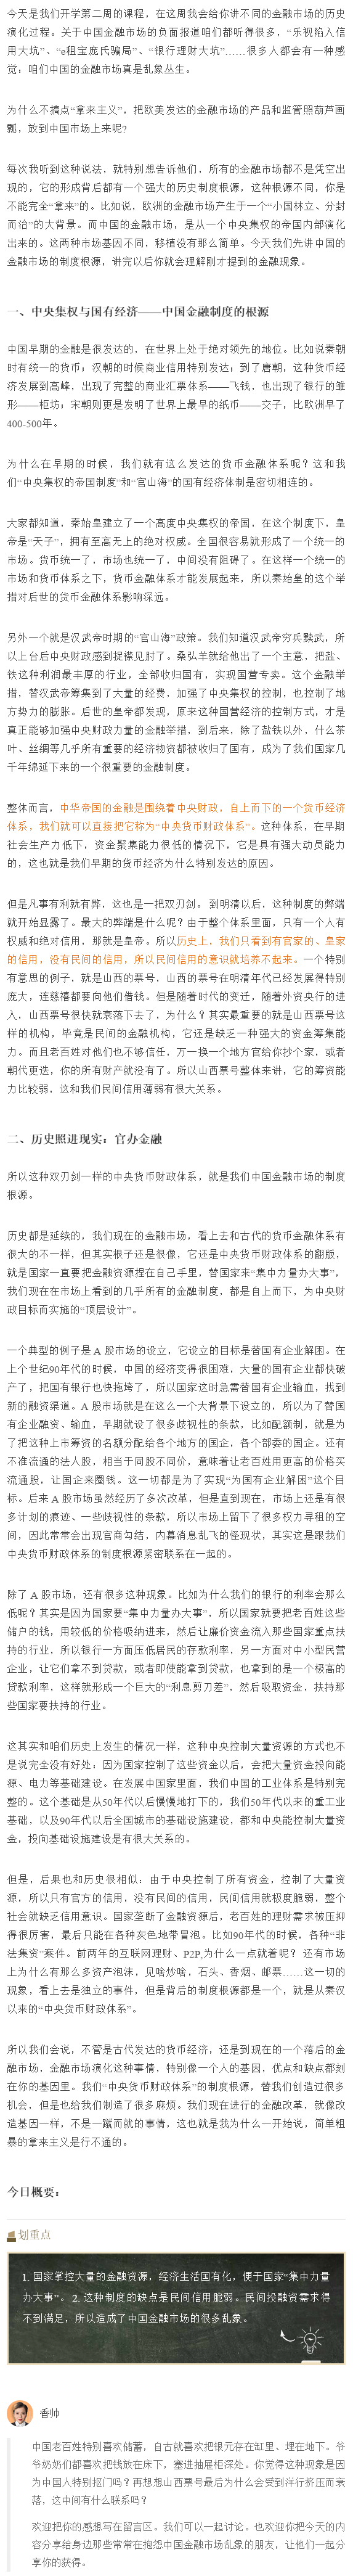 今天是我们开学第二周的课程，在这周我会给你讲不同的金融市场的历
史演化过程。关于中国金融市场的负面报道咱们都听得很多，“乐视陷入信
用大坑”、“e租宝庞氏骗局”、“银行理财大坑”……很多人都会有一种感
觉：咱们中国的金融市场真是乱象丛生。
为什么不搞点“拿来主义”，把欧美发达的金融市场的产品和监管照葫芦画
瓢，放到中国市场上来呢？
每次我听到这种说法，就特别想告诉他们，所有的金融市场都不是凭空出
现的，它的形成背后都有一个强大的历史制度根源，这种根源不同，你是
不能完全“拿来”的。比如说，欧洲的金融市场产生于一个“小国林立、分封
而治”的大背景。而中国的金融市场，是从一个中央集权的帝国内部演化
出来的。这两种市场基因不同，移植没有那么简单。今天我们先讲中国的
金融市场的制度根源，讲完以后你就会理解刚才提到的金融现象。
一、中央集权与国有经济——中国金融制度的根源
中国早期的金融是很发达的，在世界上处于绝对领先的地位。比如说秦朝
时有统一的货币；汉朝的时候商业信用特别发达；到了唐朝，这种货币经
济发展到高峰，出现了完整的商业汇票体系——飞钱，也出现了银行的雏
形——柜坊；宋朝则更是发明了世界上最早的纸币——交子，比欧洲早了
400-500年。
为什么在早期的时候，我们就有这么发达的货币金融体系呢？这和我
们“中央集权的帝国制度”和“官山海”的国有经济体制是密切相连的。
大家都知道，秦始皇建立了一个高度中央集权的帝国，在这个制度下，皇
帝是“天子”，拥有至高无上的绝对权威。全国很容易就形成了一个统一的
市场。货币统一了，市场也统一了，中间没有阻碍了。在这样一个统一的
市场和货币体系之下，货币金融体系才能发展起来，所以秦始皇的这个举
措对后世的货币金融体系影响深远。
另外一个就是汉武帝时期的“官山海”政策。我们知道汉武帝穷兵黩武，所
以上台后中央财政感到捉襟见肘了。桑弘羊就给他出了一个主意，把盐、
铁这种利润最丰厚的行业，全部收归国有，实现国营专卖。这个金融举
措，替汉武帝筹集到了大量的经费，加强了中央集权的控制，也控制了地
方势力的膨胀。后世的皇帝都发现，原来这种国营经济的控制方式，才是
真正能够加强中央财政力量的金融举措，到后来，除了盐铁以外，什么茶
叶、丝绸等几乎所有重要的经济物资都被收归了国有，成为了我们国家几
千年绵延下来的一个很重要的金融制度。
整体而言，中华帝国的金融是围绕着中央财政，自上而下的一个货币经济
体系，我们就可以直接把它称为“中央货币财政体系”。这种体系，在早期
社会生产力低下，资金聚集能力很低的情况下，它是具有强大动员能力
的，这也就是我们早期的货币经济为什么特别发达的原因。
但是凡事有利就有弊，这也是一把双刃剑。 到明清以后，这种制度的弊端
就开始显露了。最大的弊端是什么呢？由于整个体系里面，只有一个人有
权威和绝对信用，那就是皇帝。所以历史上，我们只看到有官家的、皇家
的信用，没有民间的信用，所以民间信用的意识就培养不起来。一个特别
有意思的例子，就是山西的票号，山西的票号在明清年代已经发展得特别
庞大，连慈禧都要向他们借钱。但是随着时代的变迁，随着外资央行的进
入，山西票号很快就衰落下去了，为什么？其实最重要的就是山西票号这
样的机构，毕竟是民间的金融机构，它还是缺乏一种强大的资金筹集能
力。而且老百姓对他们也不够信任，万一换一个地方官给你抄个家，或者
朝代更迭，你的所有财产就没有了。所以山西票号整体来讲，它的筹资能
力比较弱，这和我们民间信用薄弱有很大关系。
二、历史照进现实：官办金融
所以这种双刃剑一样的中央货币财政体系，就是我们中国金融市场的制度
根源。
历史都是延续的，我们现在的金融市场，看上去和古代的货币金融体系有
很大的不一样，但其实根子还是很像，它还是中央货币财政体系的翻版，
就是国家一直要把金融资源捏在自己手里，替国家来“集中力量办大事”，
我们现在在市场上看到的几乎所有的金融制度，都是自上而下，为中央财
政目标而实施的“顶层设计”。
一个典型的例子是 A 股市场的设立，它设立的目标是替国有企业解困。在
上个世纪90年代的时候，中国的经济变得很困难，大量的国有企业都快破
产了，把国有银行也快拖垮了，所以国家这时急需替国有企业输血，找到
新的融资渠道。A 股市场就是在这么一个大背景下设立的，所以为了替国
有企业融资、输血，早期就设了很多歧视性的条款，比如配额制，就是为
了把这种上市筹资的名额分配给各个地方的国企，各个部委的国企。还有
不准流通的法人股，相当于同股不同价，意味着让老百姓用更高的价格买
流通股，让国企来圈钱。这一切都是为了实现“为国有企业解困”这个目
标。后来 A 股市场虽然经历了多次改革，但是直到现在，市场上还是有很
多计划的痕迹、一些歧视性的条款，所以市场上留下了很多权力寻租的空
间，因此常常会出现官商勾结，内幕消息乱飞的怪现状，其实这是跟我们
中央货币财政体系的制度根源紧密联系在一起的。
除了 A 股市场，还有很多这种现象。比如为什么我们的银行的利率会那么
低呢？其实是因为国家要“集中力量办大事”，所以国家就要把老百姓这些
储户的钱，用较低的价格吸纳进来，然后让廉价资金流入那些国家重点扶
持的行业，所以银行一方面压低居民的存款利率，另一方面对中小型民营
企业，让它们拿不到贷款，或者即使能拿到贷款，也拿到的是一个极高的
贷款利率，这样就形成一个巨大的“利息剪刀差”，然后吸取资金，扶持那
些国家要扶持的行业。
这其实和咱们历史上发生的情况一样，这种中央控制大量资源的方式也不
是说完全没有好处：因为国家控制了这些资金以后，会把大量资金投向能
源、电力等基础建设。在发展中国家里面，我们中国的工业体系是特别完
整的。这个基础是从50年代以后慢慢地打下的，我们50年代以来的重工业
基础，以及90年代以后全国城市的基础设施建设，都和中央能控制大量资
金，投向基础设施建设是有很大关系的。
但是，后果也和历史很相似：由于中央控制了所有资金，控制了大量资
源，所以只有官方的信用，没有民间的信用，民间信用就极度脆弱，整个
社会就缺乏信用意识。国家垄断了金融资源后，老百姓的理财需求被压抑
得很厉害，最后只能在各种灰色地带冒泡。比如90年代的时候，各种“非
法集资”案件。前两年的互联网理财、P2P,为什么一点就着呢？ 还有市场
上为什么有那么多资产泡沫，见啥炒啥，石头、香烟、邮票……这一切的
现象，看上去是独立的事件，但是背后的制度根源都是一个，就是从秦汉
以来的“中央货币财政体系”。
所以我们会说，不管是古代发达的货币经济，还是到现在的一个落后的金
融市场，金融市场演化这种事情，特别像一个人的基因，优点和缺点都刻
在你的基因里。我们“中央货币财政体系”的制度根源，替我们创造过很多
机会，但是也给我们制造了很多麻烦。我们现在进行的金融改革，就像改
造基因一样，不是一蹴而就的事情，这也就是我为什么一开始说，简单粗
暴的拿来主义是行不通的。
今日概要：
划重点
1. 国家掌控大量的金融资源，经济生活国有化，便于国家“集中力量
办大事”。 2. 这种制度的缺点是民间信用脆弱。民间投融资需求得
不到满足，所以造成了中国金融市场的很多乱象。
香帅
中国老百姓特别喜欢储蓄，自古就喜欢把银元存在缸里、埋在地下。爷
爷奶奶们都喜欢把钱放在床下，塞进抽屉柜深处。你觉得这种现象是因
为中国人特别抠门吗？再想想山西票号最后为什么会受到洋行挤压而衰
落，这中间有什么联系吗？
欢迎把你的感想写在留言区。我们可以一起讨论。也欢迎你把今天的内
容分享给身边那些常常在抱怨中国金融市场乱象的朋友，让他们一起分
享你的获得。